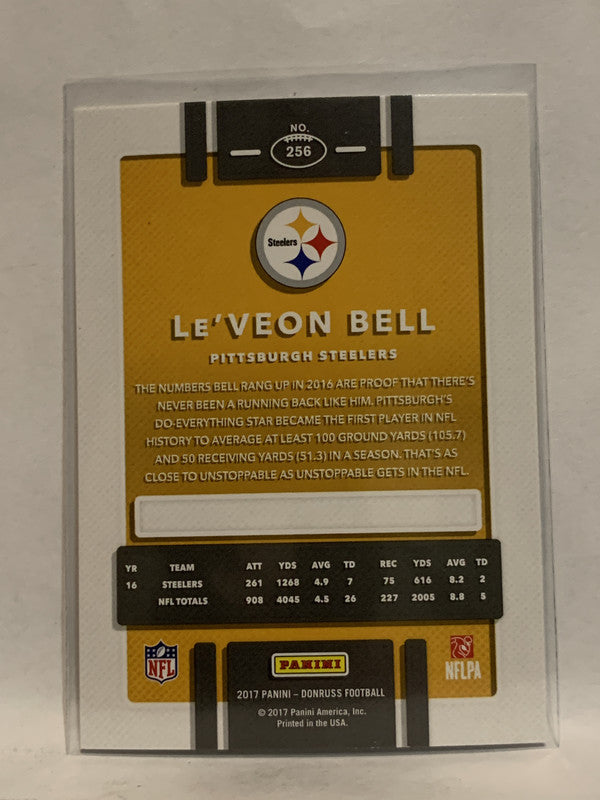 NO.
256
Steelers
LE'VEON BELL
PITTSBURGH STEELERS
THE NUMBERS BELL RANG UP IN 2016 ARE PROOF THAT THERE'S
NEVER BEEN A RUNNING BACK LIKE HIM. PITTSBURGH'S
DO-EVERYTHING STAR BECAME THE FIRST PLAYER IN NFL
HISTORY TO AVERAGE AT LEAST 100 GROUND YARDS (105.7)
AND 50 RECEIVING YARDS (51.3) IN A SEASON. THAT'S AS
CLOSE TO UNSTOPPABLE AS UNSTOPPABLE GETS IN THE NFL.
YR TEAM ATT YDS AVG TD REC YDS AVG TD
16 STEELERS 261 1268 4.9 7 75 616 8.2 2
NFL TOTALS 908 4045 4.5 26 227 2005 8.8 5
NFL
PANINI
NFLPA
2017 PANINI – DONRUSS FOOTBALL
© 2017 Panini America, Inc.
Printed in the USA.